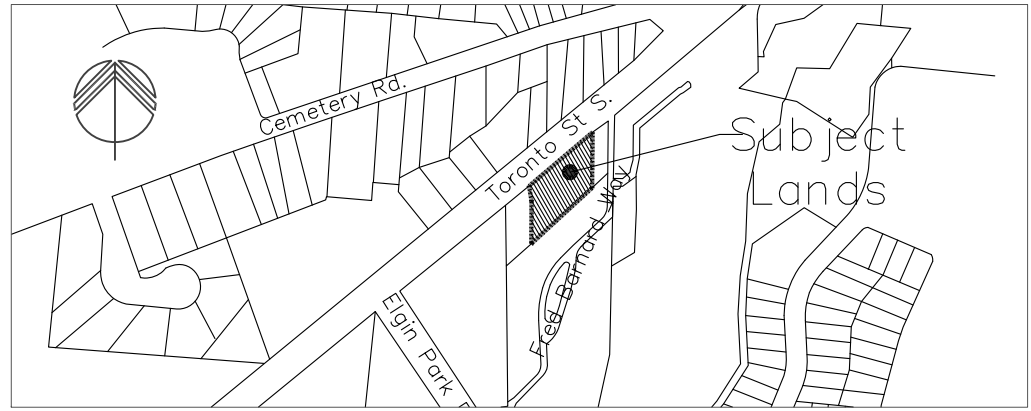 Cemetery Rd.
Toronto St S.
Subject
Lands
Fred Barnard Way
Elgin Park